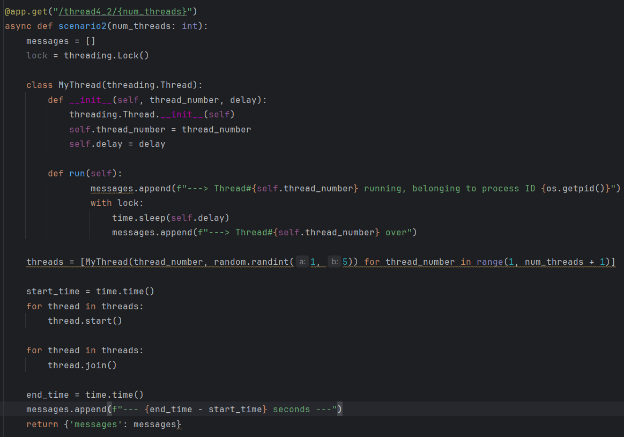 @app.get("/thread4_2/{num_threads}")
async def scenario2(num_threads: int):
    messages = []
    lock = threading.Lock()

    class MyThread(threading.Thread):
        def __init__(self, thread_number, delay):
            threading.Thread.__init__(self)
            self.thread_number = thread_number
            self.delay = delay

        def run(self):
                messages.append(f"---> Thread#{self.thread_number} running, belonging to process ID {os.getpid()}")
                with lock:
                    time.sleep(self.delay)
                    messages.append(f"---> Thread#{self.thread_number} over")

    threads = [MyThread(thread_number, random.randint( a: 1, b: 5)) for thread_number in range(1, num_threads + 1)]

    start_time = time.time()
    for thread in threads:
        thread.start()

    for thread in threads:
        thread.join()

    end_time = time.time()
    messages.append(f"--- {end_time - start_time} seconds ---")
    return {'messages': messages}